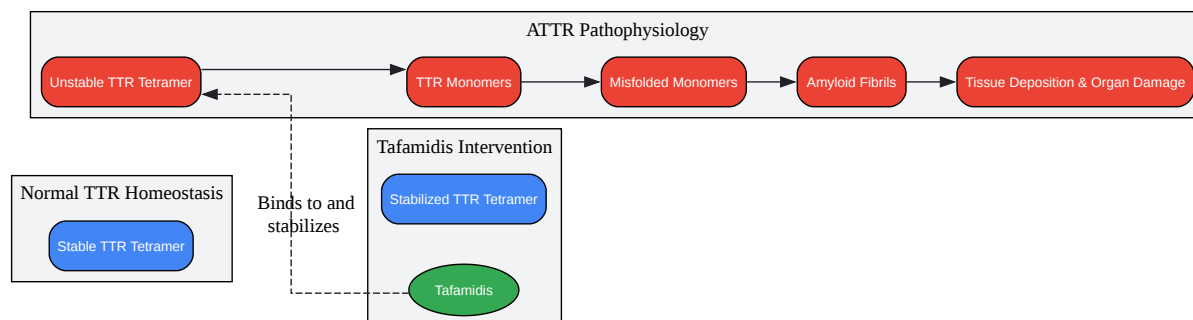 ATTR Pathophysiology
Unstable TTR Tetramer
TTR Monomers
Misfolded Monomers
Amyloid Fibrils
Tissue Deposition & Organ Damage
Tafamidis Intervention
Stabilized TTR Tetramer
Normal TTR Homeostasis
Stable TTR Tetramer
Binds to and
stabilizes
Tafamidis